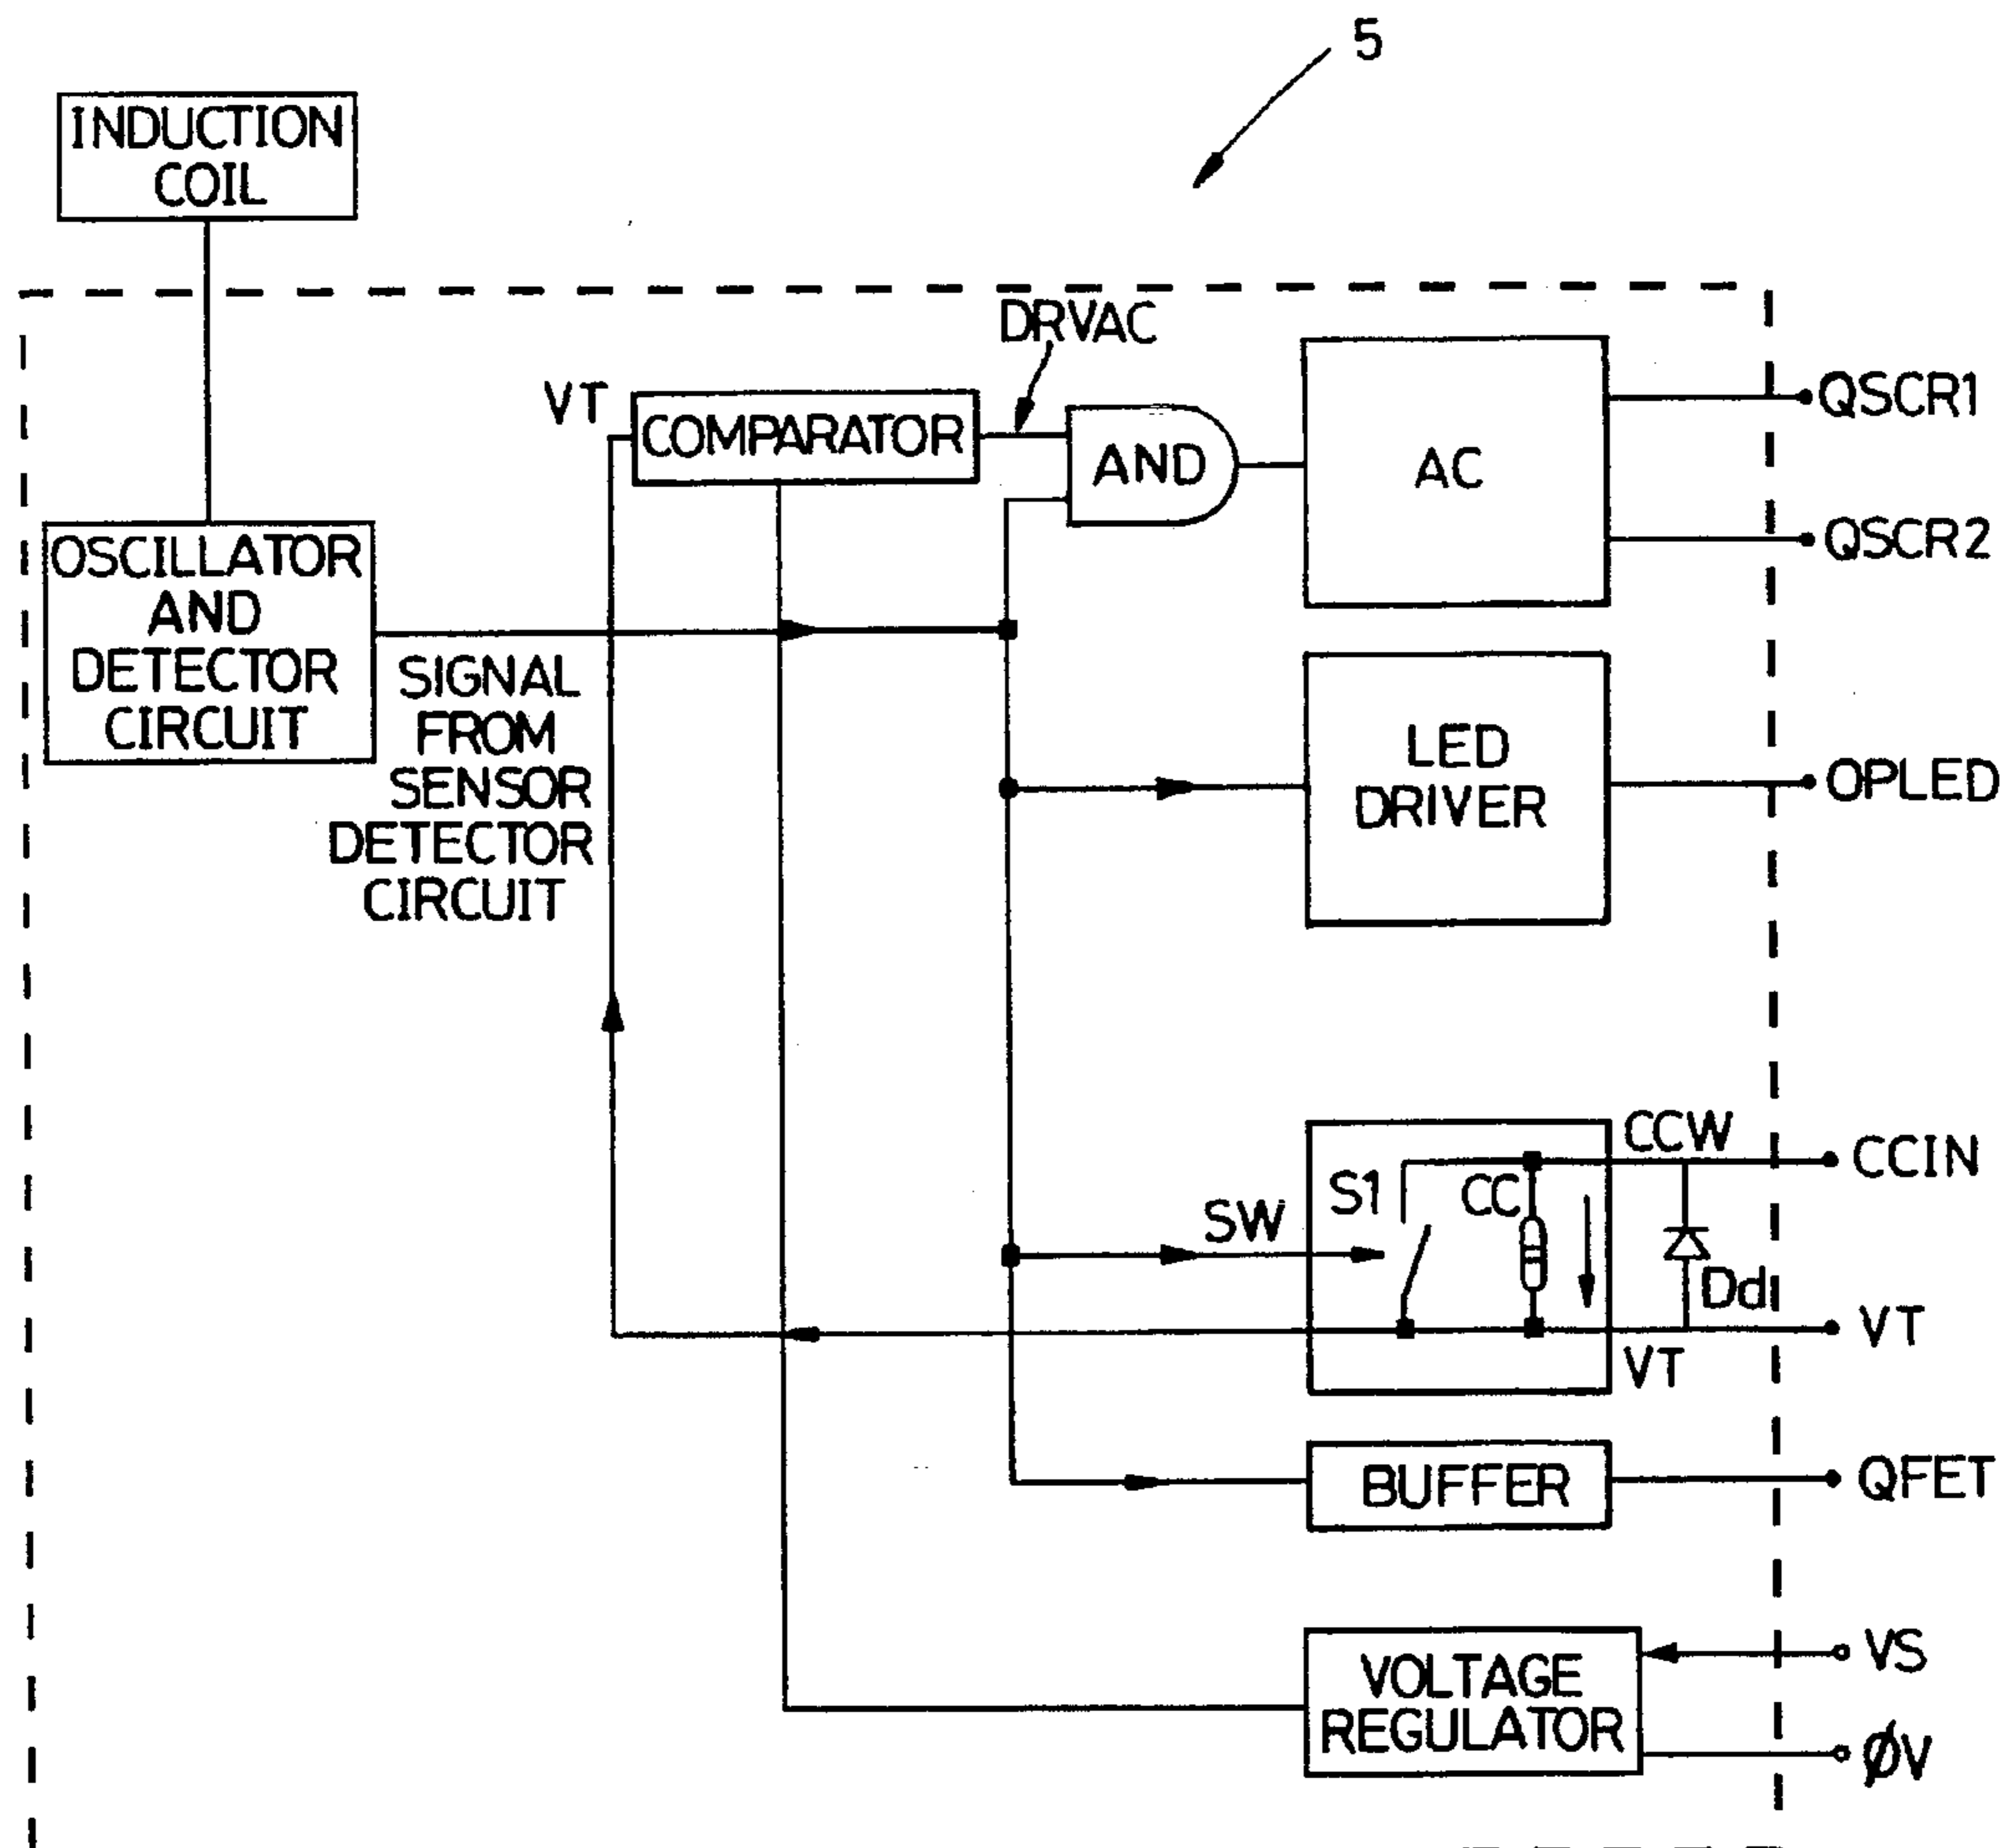 5
INDUCTION
COIL
DRVAC
VT
COMPARATOR
AND
AC
QSCR1
QSCR2
OSCILLATOR
AND
DETECTOR
CIRCUIT
SIGNAL
FROM
SENSOR
DETECTOR
CIRCUIT
LED
DRIVER
OPLED
CCW
CCIN
S1
CC
SW
Dd
VT
VT
BUFFER
QFET
VOLTAGE
REGULATOR
VS
ØV